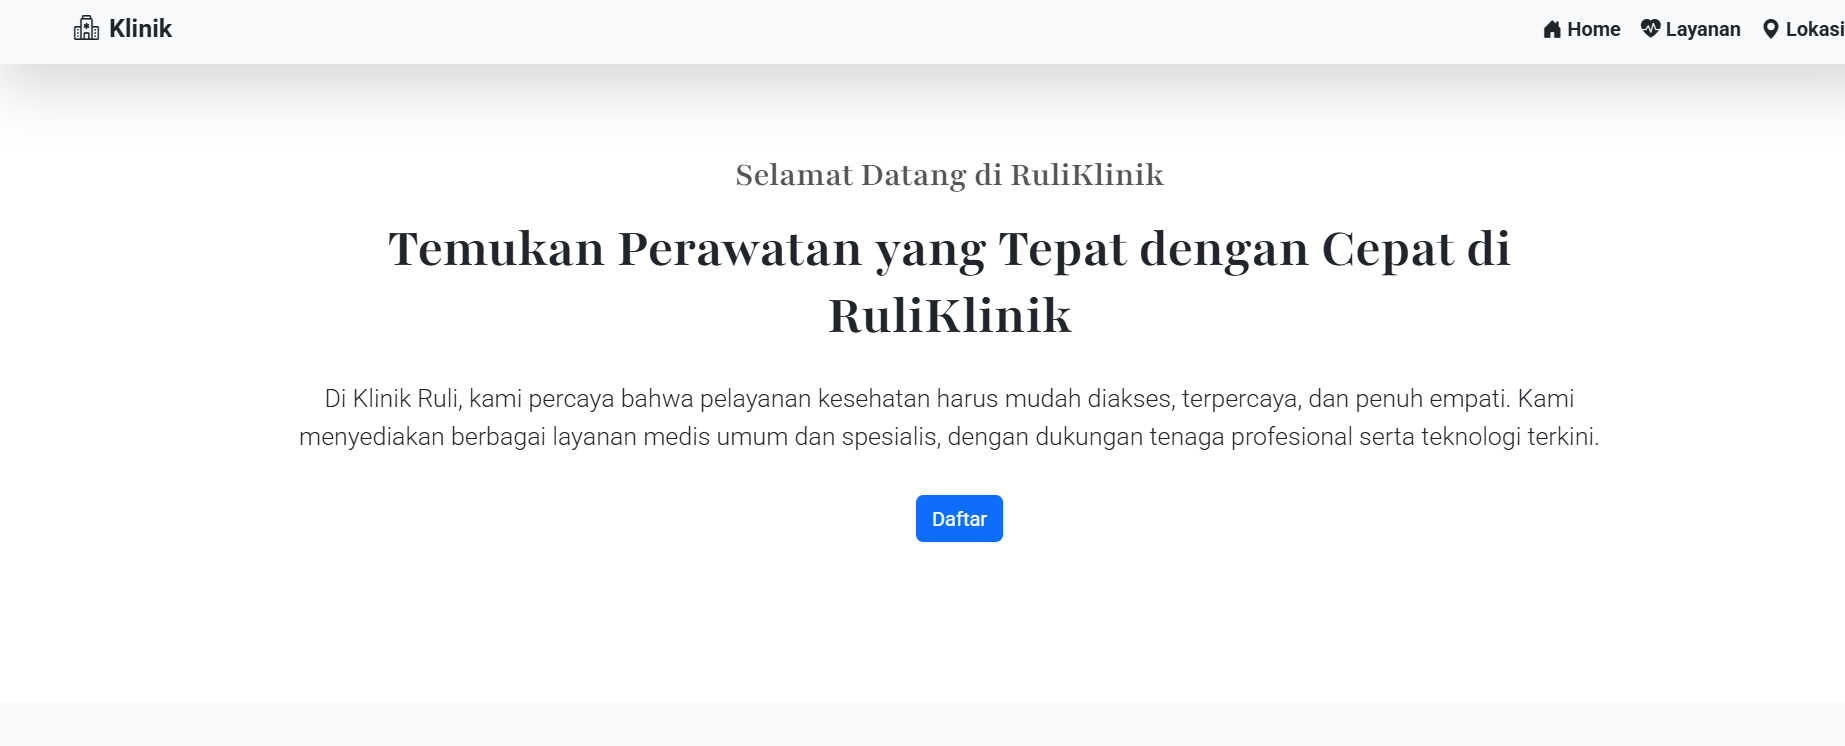 Klinik
Home
Layanan
Lokasi
Selamat Datang di RuliKlinik
Temukan Perawatan yang Tepat dengan Cepat di
RuliKlinik
Di Klinik Ruli, kami percaya bahwa pelayanan kesehatan harus mudah diakses, terpercaya, dan penuh empati. Kami
menyediakan berbagai layanan medis umum dan spesialis, dengan dukungan tenaga profesional serta teknologi terkini.
Daftar